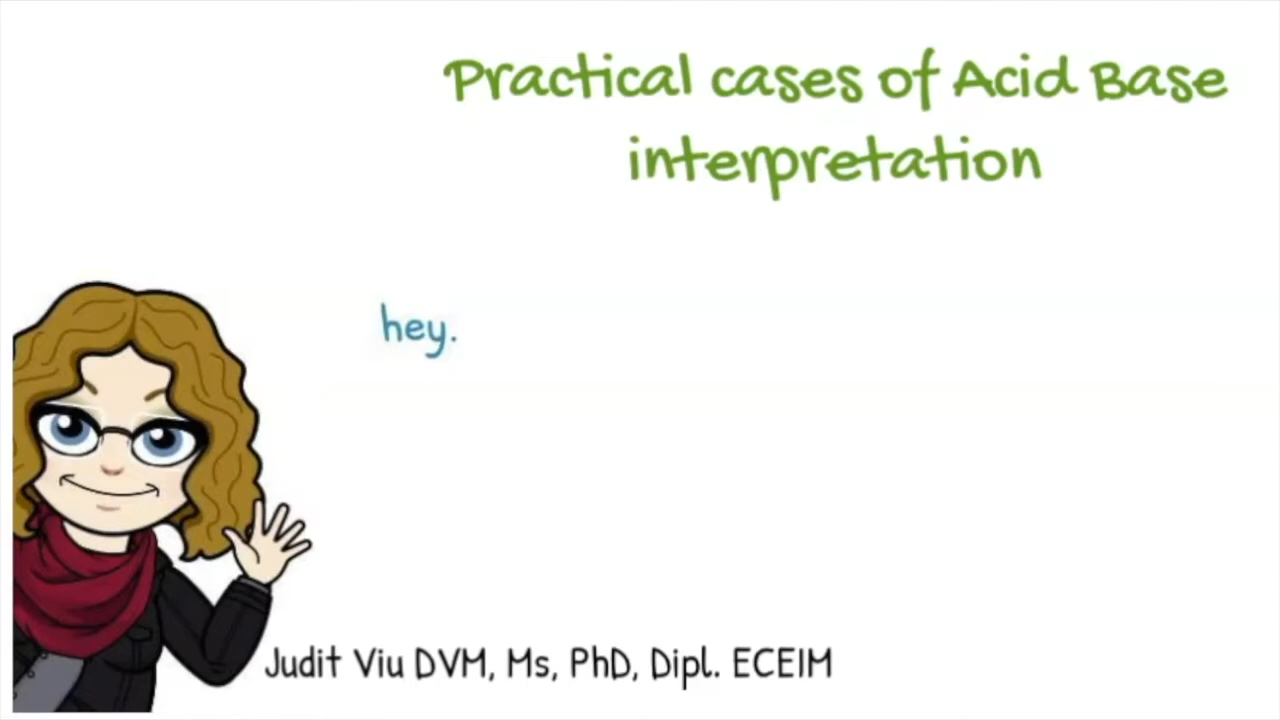 Practical cases of Acid Base
interpretation
hey.
Judit Viu DVM, Ms, PhD, Dipl. ECEIM